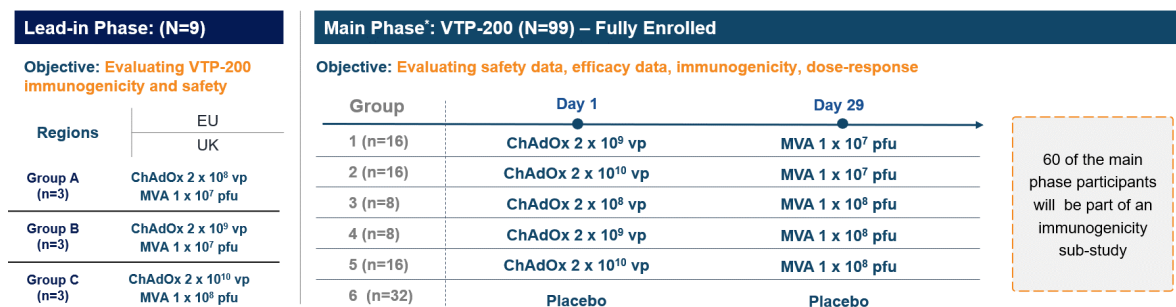 Lead-in Phase: (N=9)
Objective: Evaluating VTP-200
immunogenicity and safety
Regions
EU
UK
Group A
(n=3)
ChAdOx 2 x 10⁸ vp
MVA 1 x 10⁷ pfu
Group B
(n=3)
ChAdOx 2 x 10⁹ vp
MVA 1 x 10⁷ pfu
Group C
(n=3)
ChAdOx 2 x 10¹⁰ vp
MVA 1 x 10⁸ pfu
Main Phase*: VTP-200 (N=99) – Fully Enrolled
Objective: Evaluating safety data, efficacy data, immunogenicity, dose-response
Group Day 1 Day 29
1 (n=16) ChAdOx 2 x 10⁹ vp MVA 1 x 10⁷ pfu
2 (n=16) ChAdOx 2 x 10¹⁰ vp MVA 1 x 10⁷ pfu
3 (n=8) ChAdOx 2 x 10⁸ vp MVA 1 x 10⁸ pfu
4 (n=8) ChAdOx 2 x 10⁹ vp MVA 1 x 10⁸ pfu
5 (n=16) ChAdOx 2 x 10¹⁰ vp MVA 1 x 10⁸ pfu
6 (n=32) Placebo Placebo
60 of the main
phase participants
will be part of an
immunogenicity
sub-study